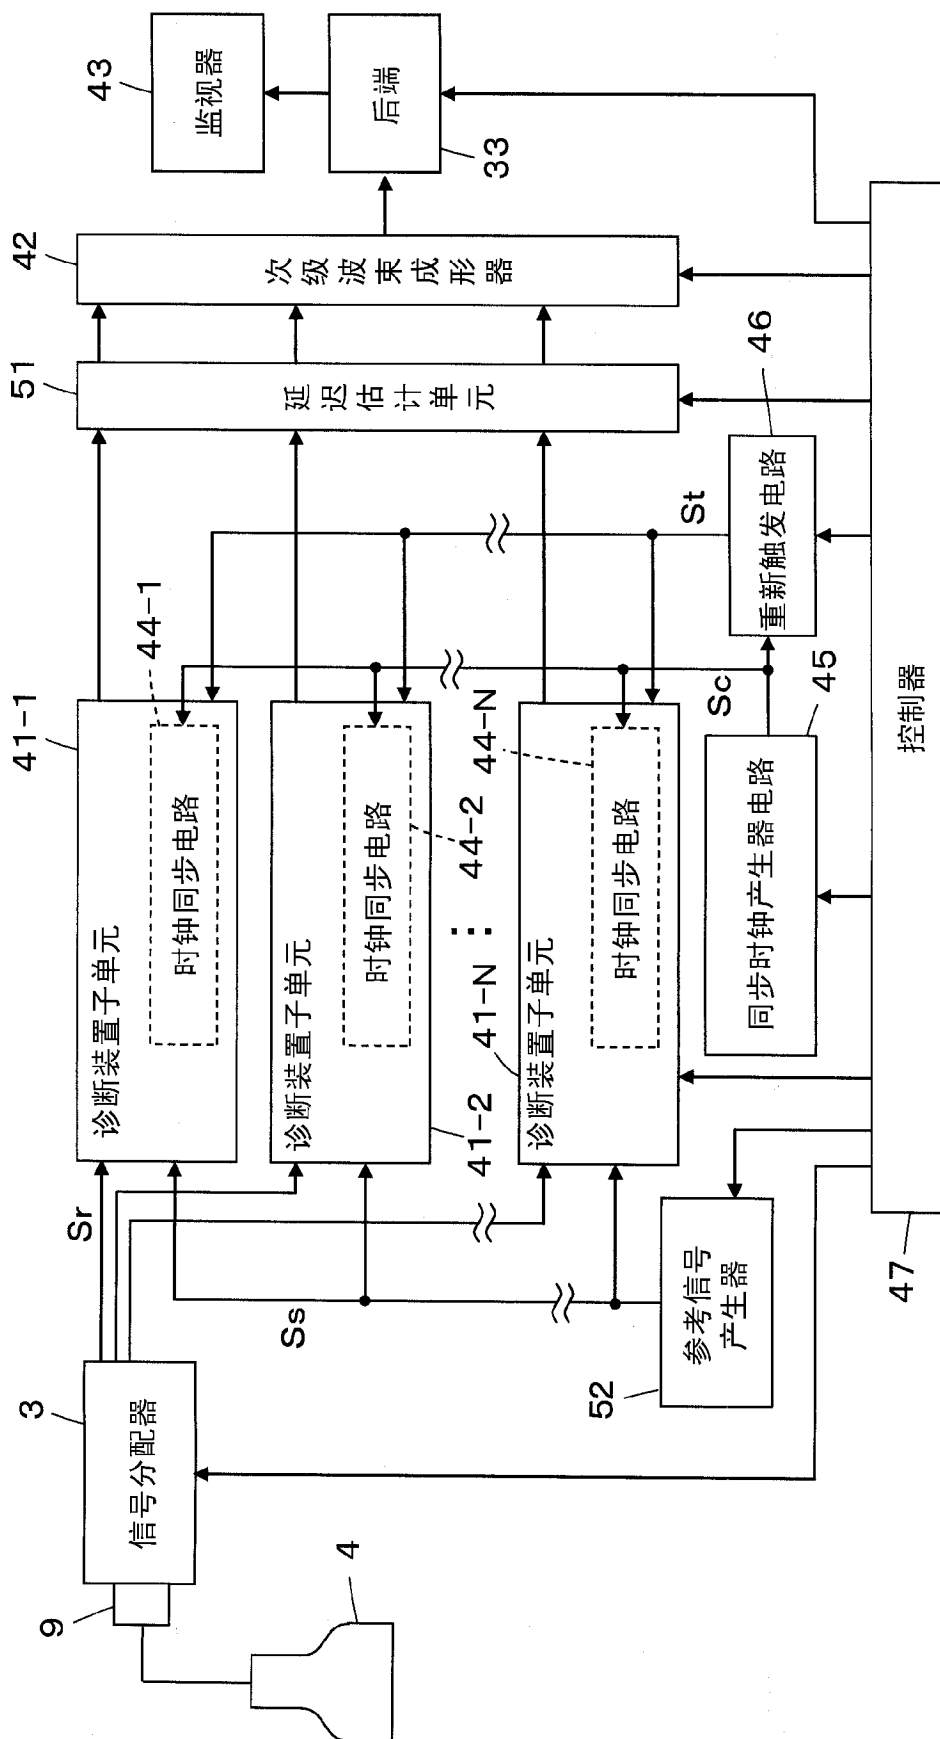 4
9
3
信号分配器
Sr
Ss
52
参考信号
产生器
41-1
诊断装置子单元
44-1
时钟同步电路
41-2
诊断装置子单元
44-2
时钟同步电路
⋯
41-N
诊断装置子单元
44-N
时钟同步电路
Sc
St
45
同步时钟产生器电路
46
重新触发电路
51
延迟估计单元
42
次级波束成形器
33
后端
43
监视器
47
控制器